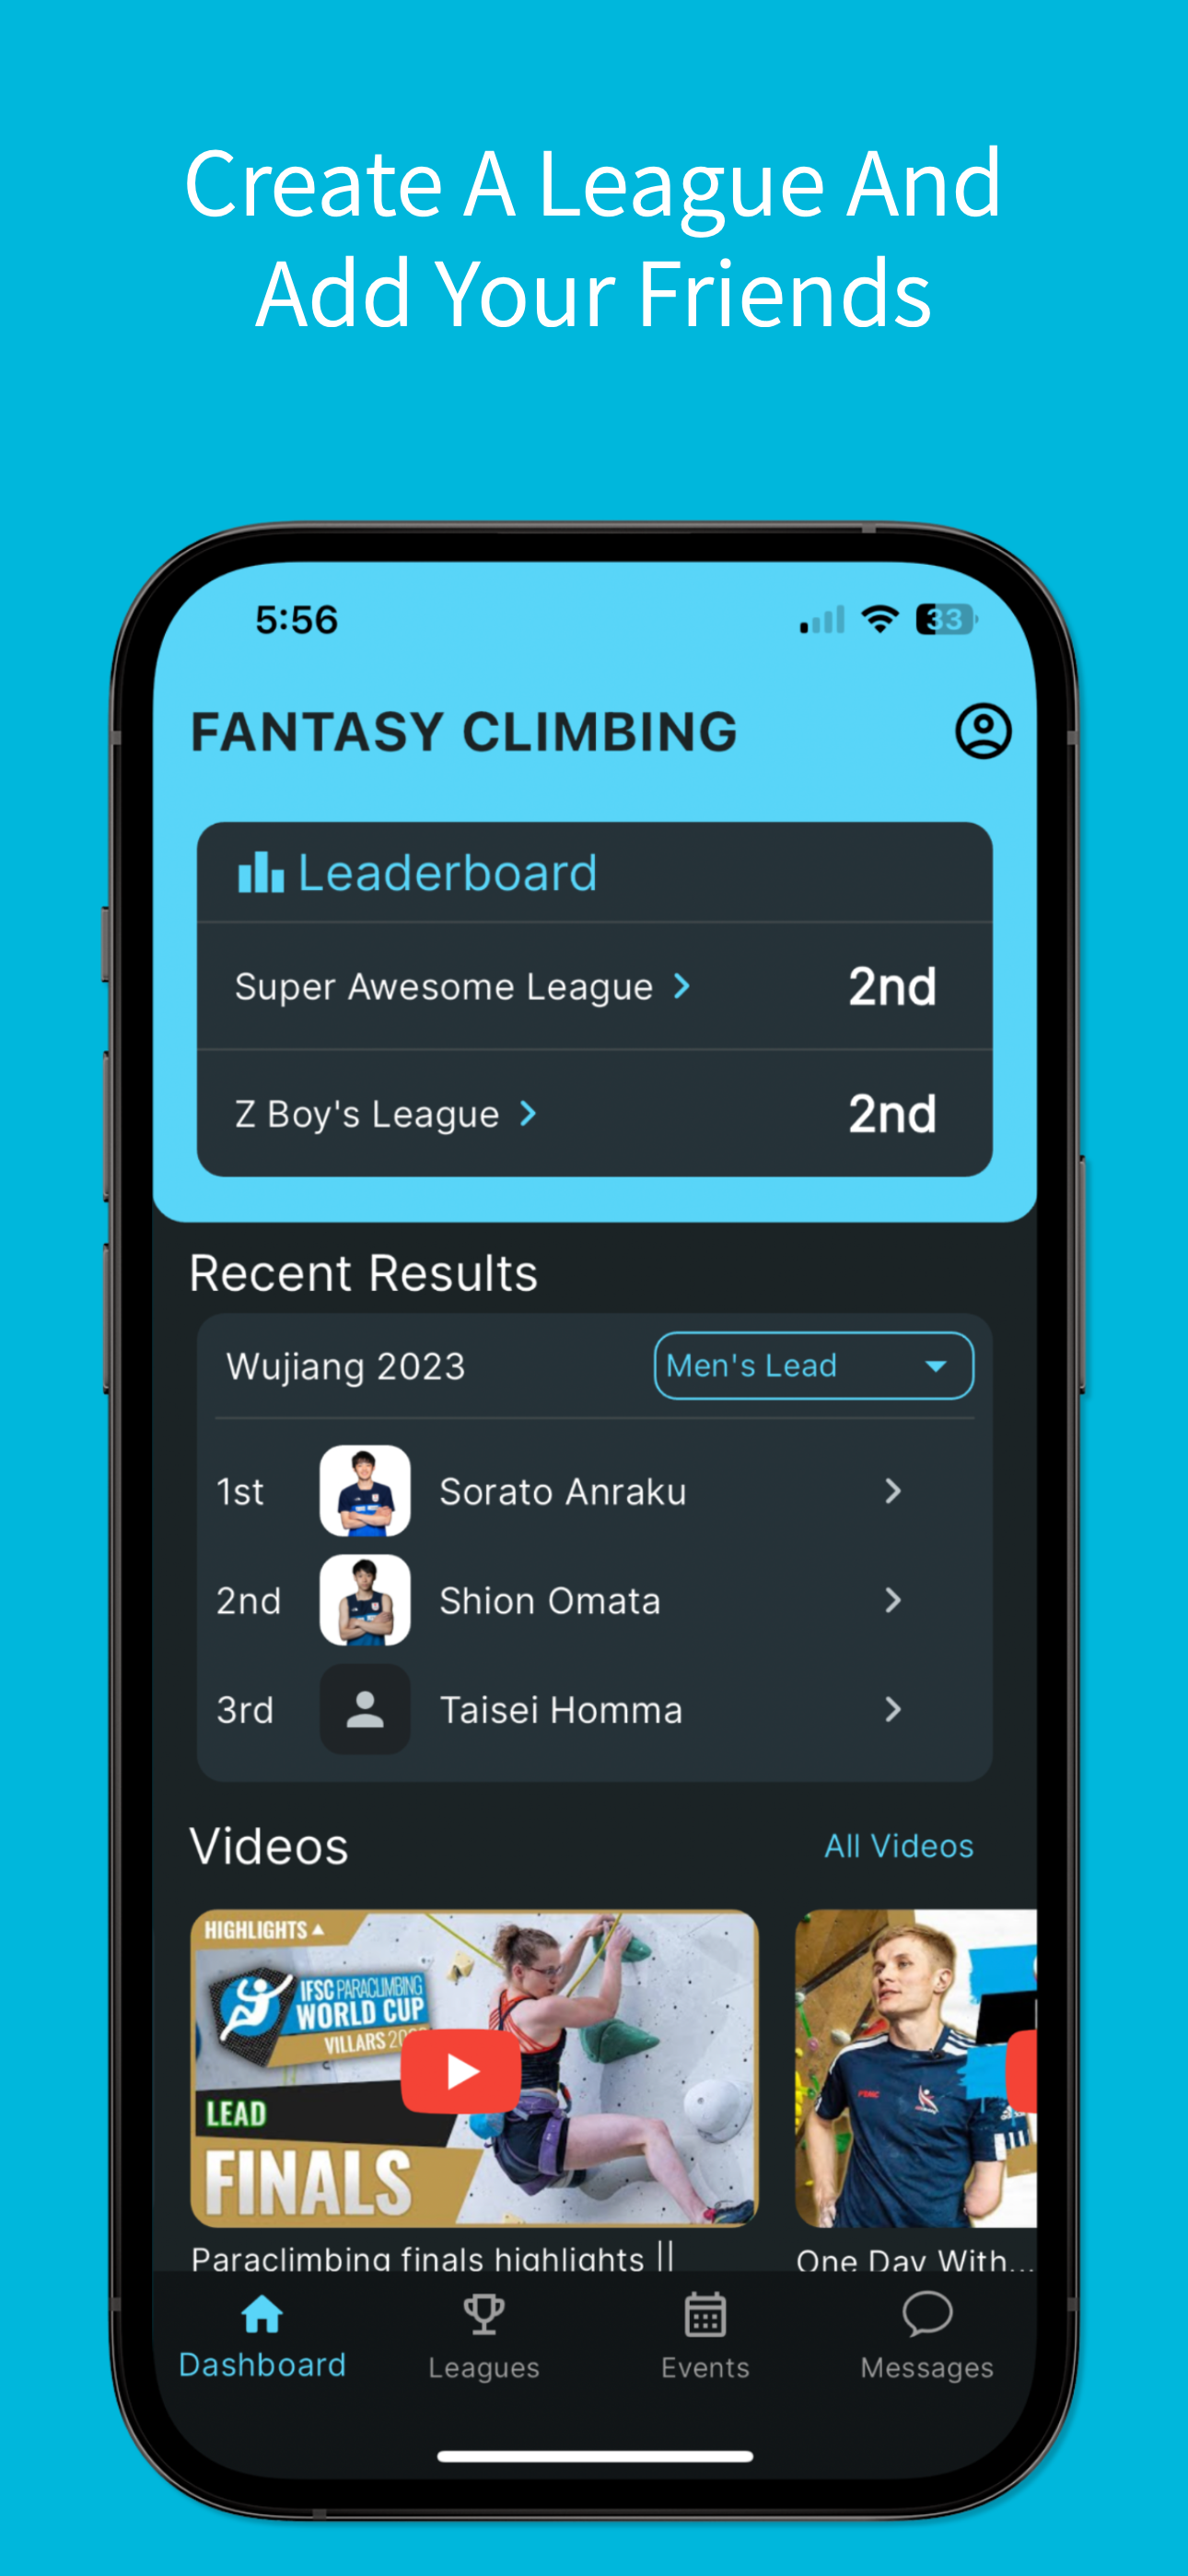 Create A League And
Add Your Friends
5:56
33
FANTASY CLIMBING
Leaderboard
Super Awesome League
2nd
Z Boy's League
2nd
Recent Results
Wujiang 2023
Men's Lead
1st
Sorato Anraku
2nd
Shion Omata
3rd
Taisei Homma
Videos
All Videos
HIGHLIGHTS
IFSC PARACLIMBING
WORLD CUP
VILLARS
LEAD
FINALS
Paraclimbing finals highlights ||
One Day With...
Dashboard
Leagues
Events
Messages